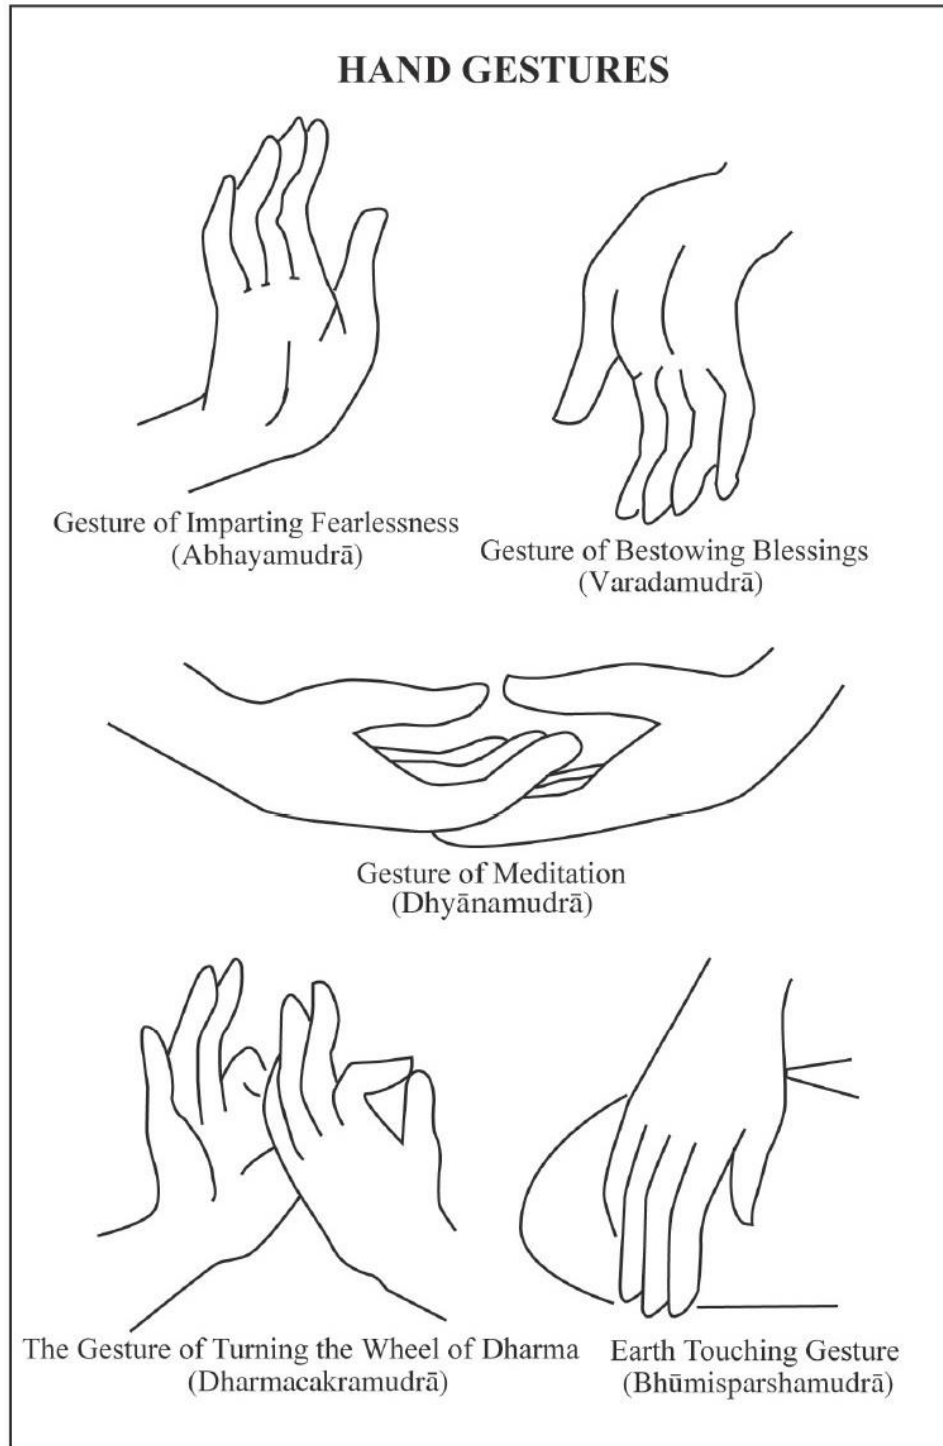 HAND GESTURES
Gesture of Imparting Fearlessness
(Abhayamudrā)
Gesture of Bestowing Blessings
(Varadamudrā)
Gesture of Meditation
(Dhyānamudrā)
The Gesture of Turning the Wheel of Dharma
(Dharmacakramudrā)
Earth Touching Gesture
(Bhūmisparshamudrā)